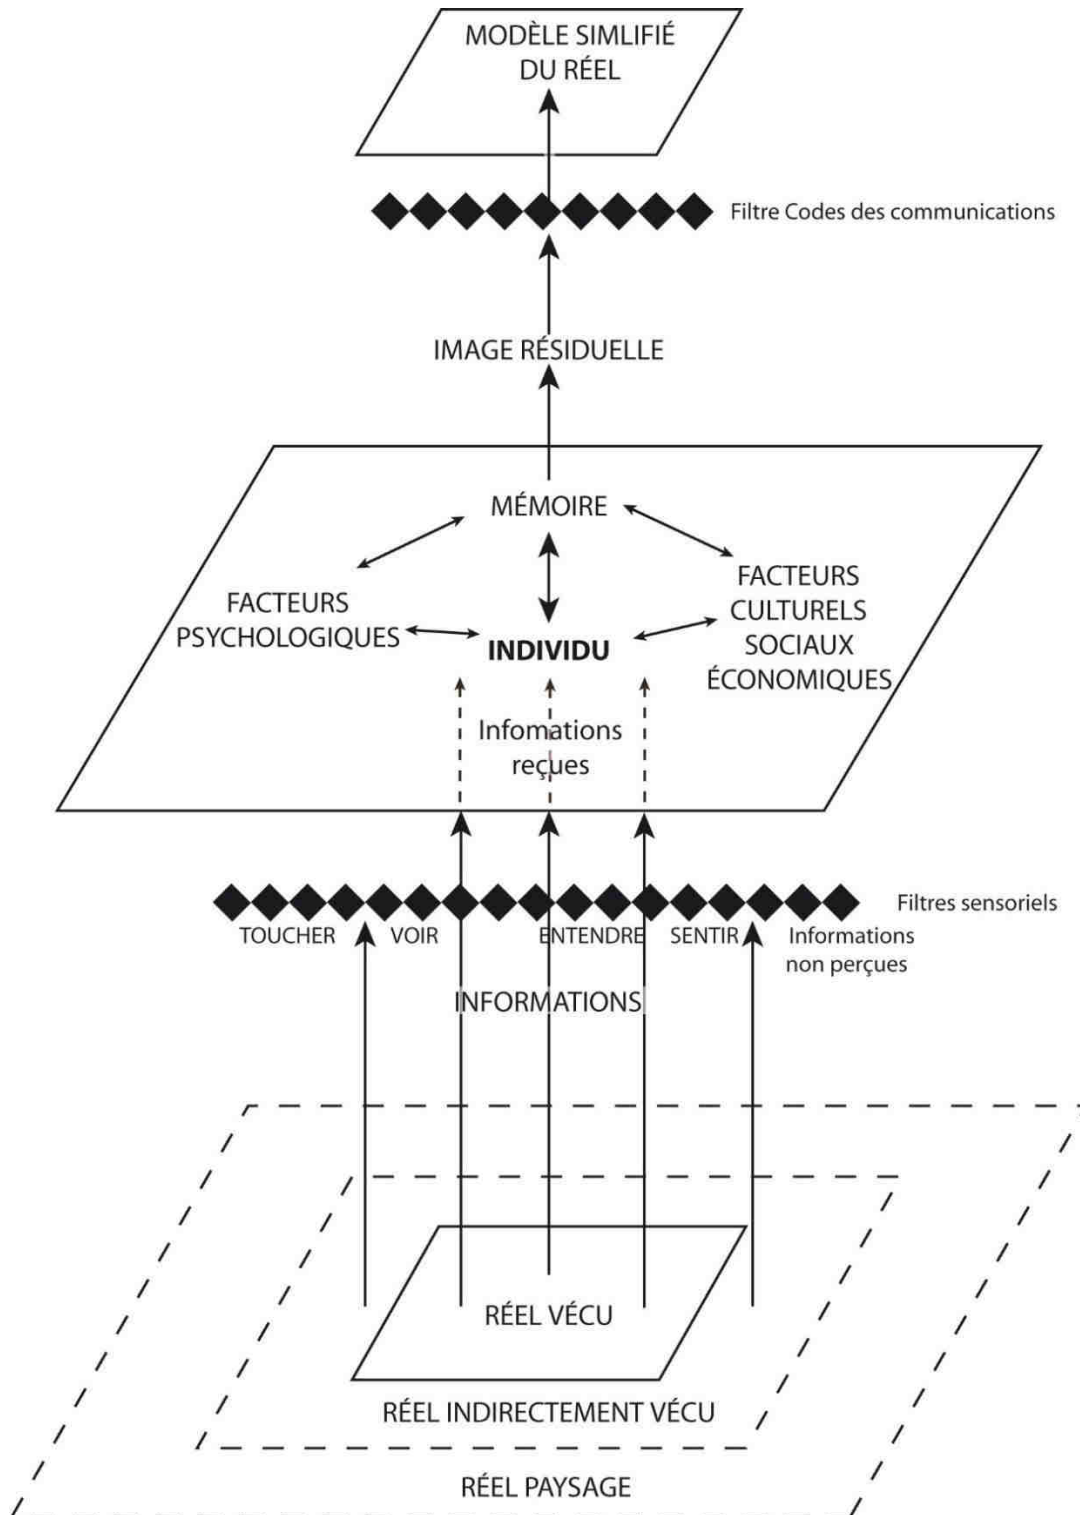 MODÈLE SIMLIFIÉ
DU RÉEL
Filtre Codes des communications
IMAGE RÉSIDUELLE
MÉMOIRE
FACTEURS
PSYCHOLOGIQUES
FACTEURS
CULTURELS
SOCIAUX
ÉCONOMIQUES
INDIVIDU
Infomations
reçues
Filtres sensoriels
TOUCHER
VOIR
ENTENDRE
SENTIR
Informations
non perçues
INFORMATIONS
RÉEL VÉCU
RÉEL INDIRECTEMENT VÉCU
RÉEL PAYSAGE